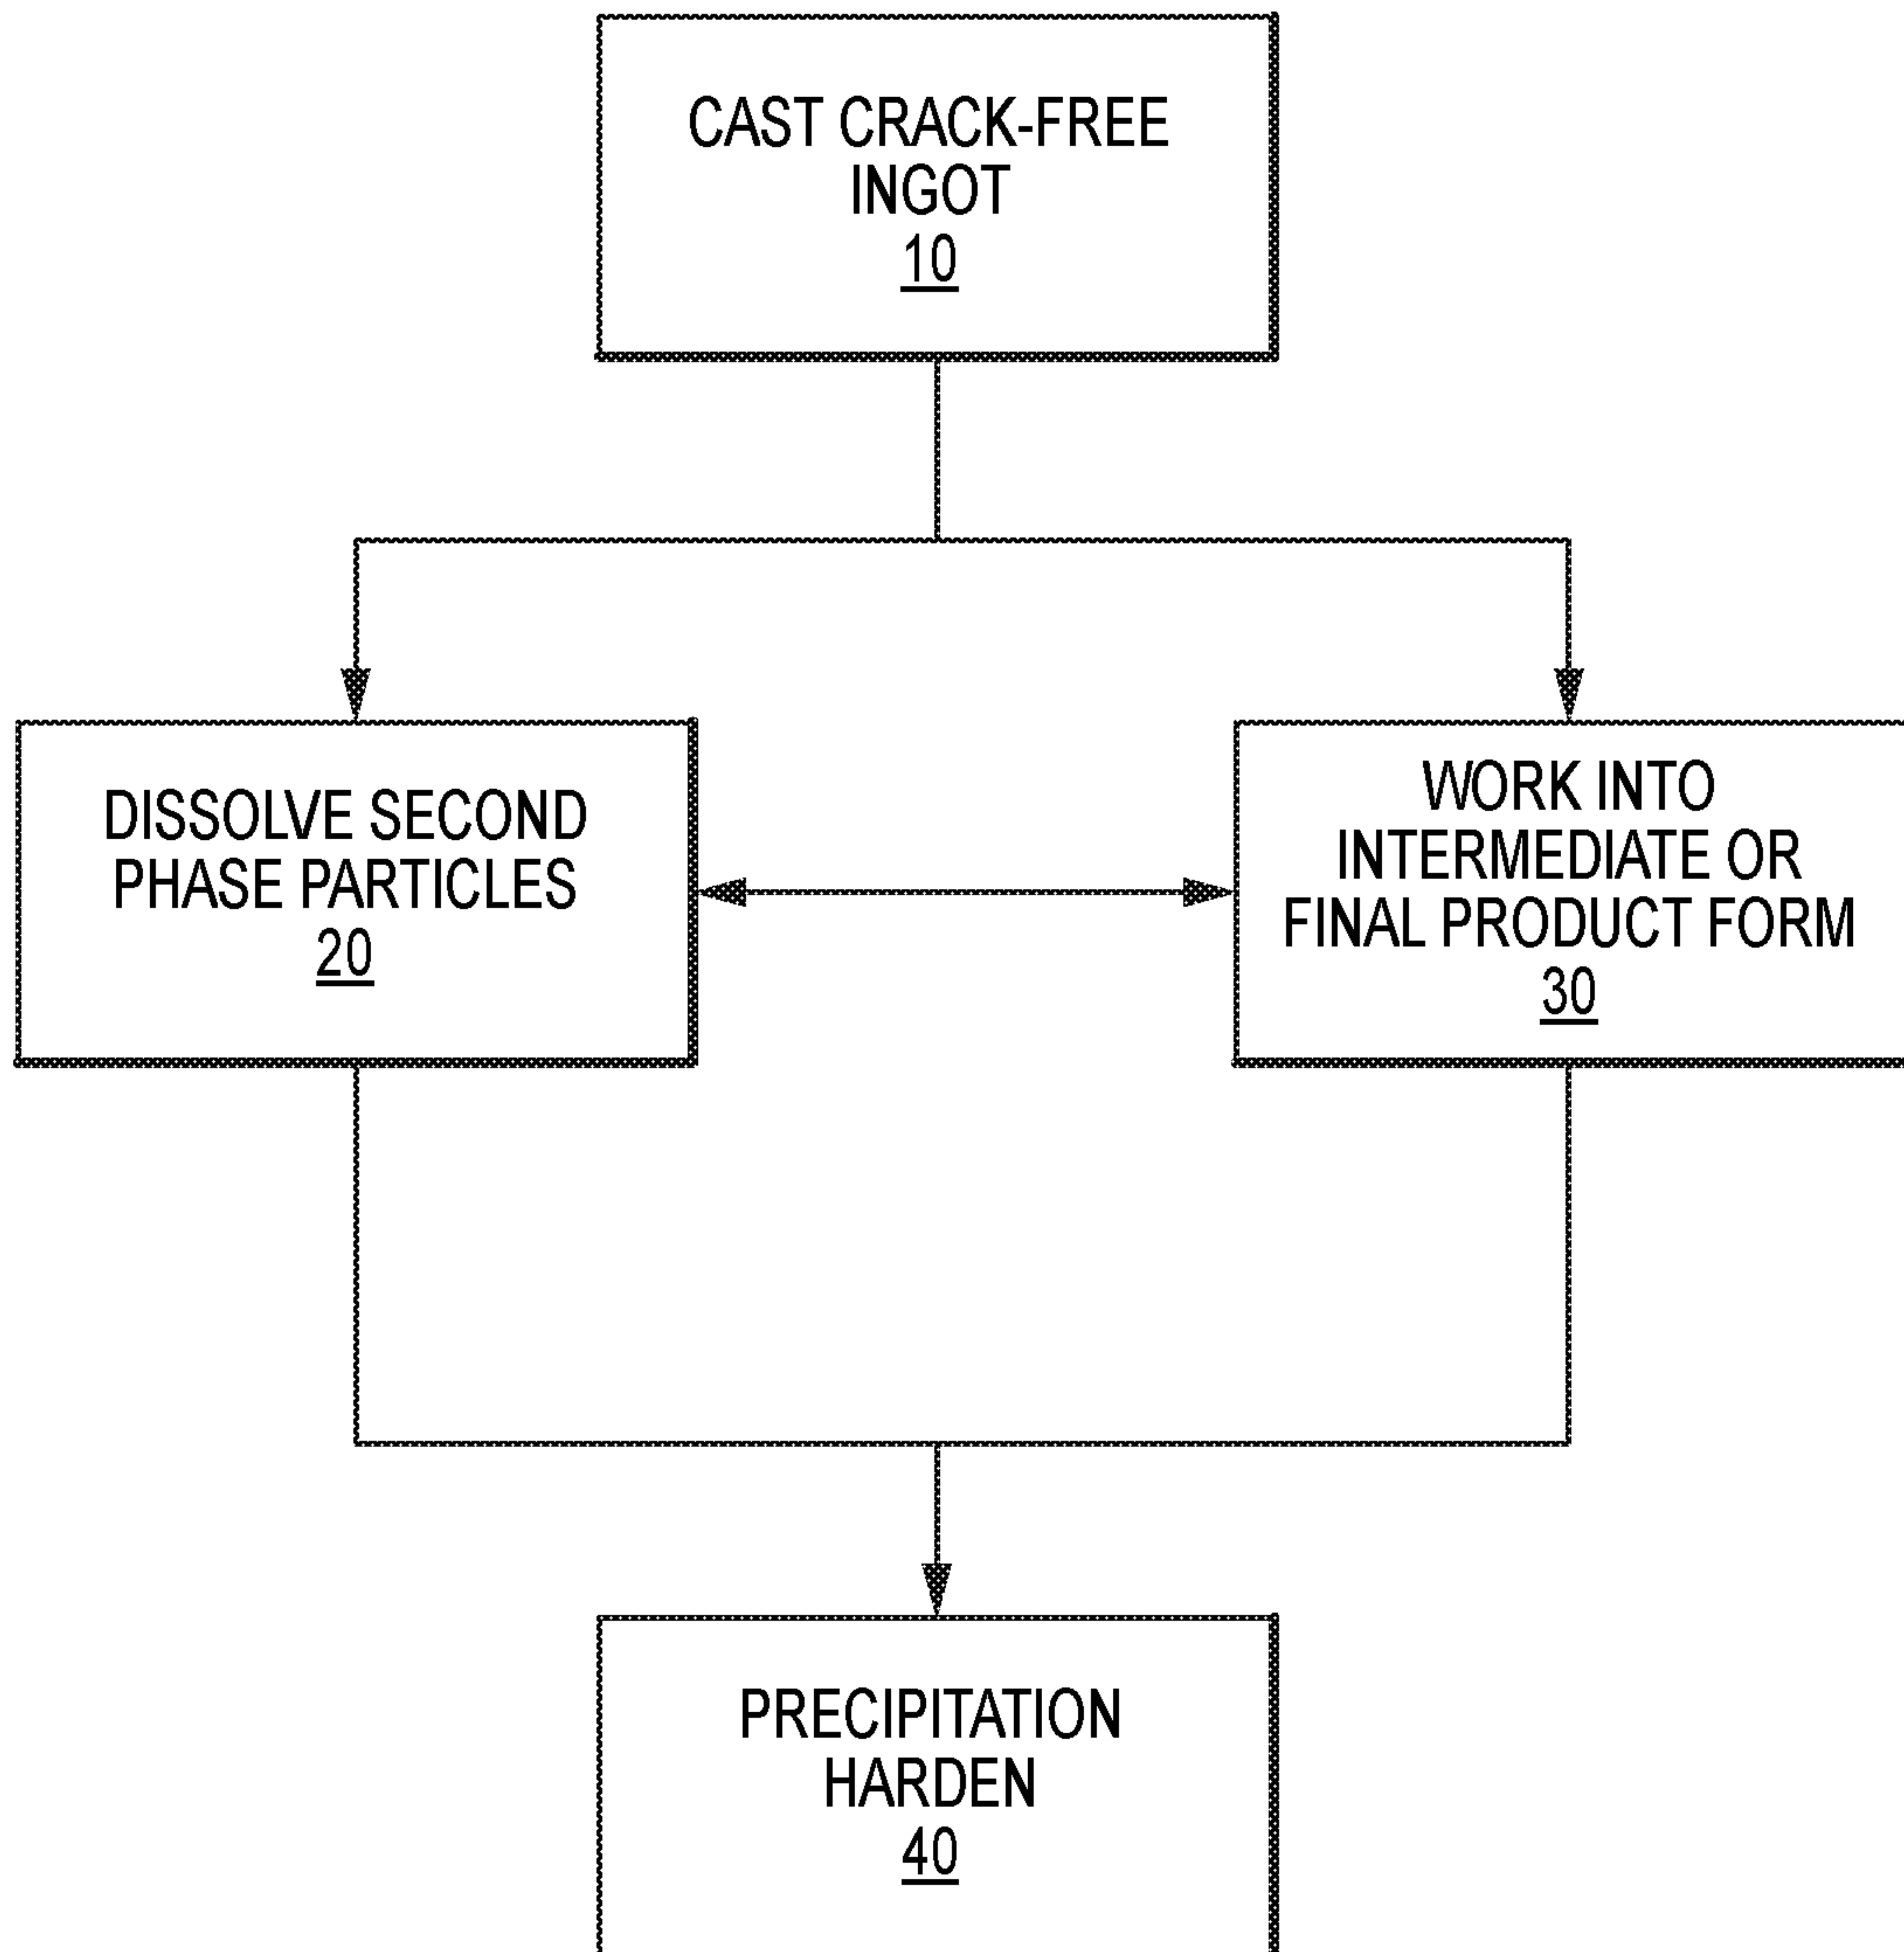 CAST CRACK-FREE
INGOT
10
DISSOLVE SECOND
PHASE PARTICLES
20
WORK INTO
INTERMEDIATE OR
FINAL PRODUCT FORM
30
PRECIPITATION
HARDEN
40